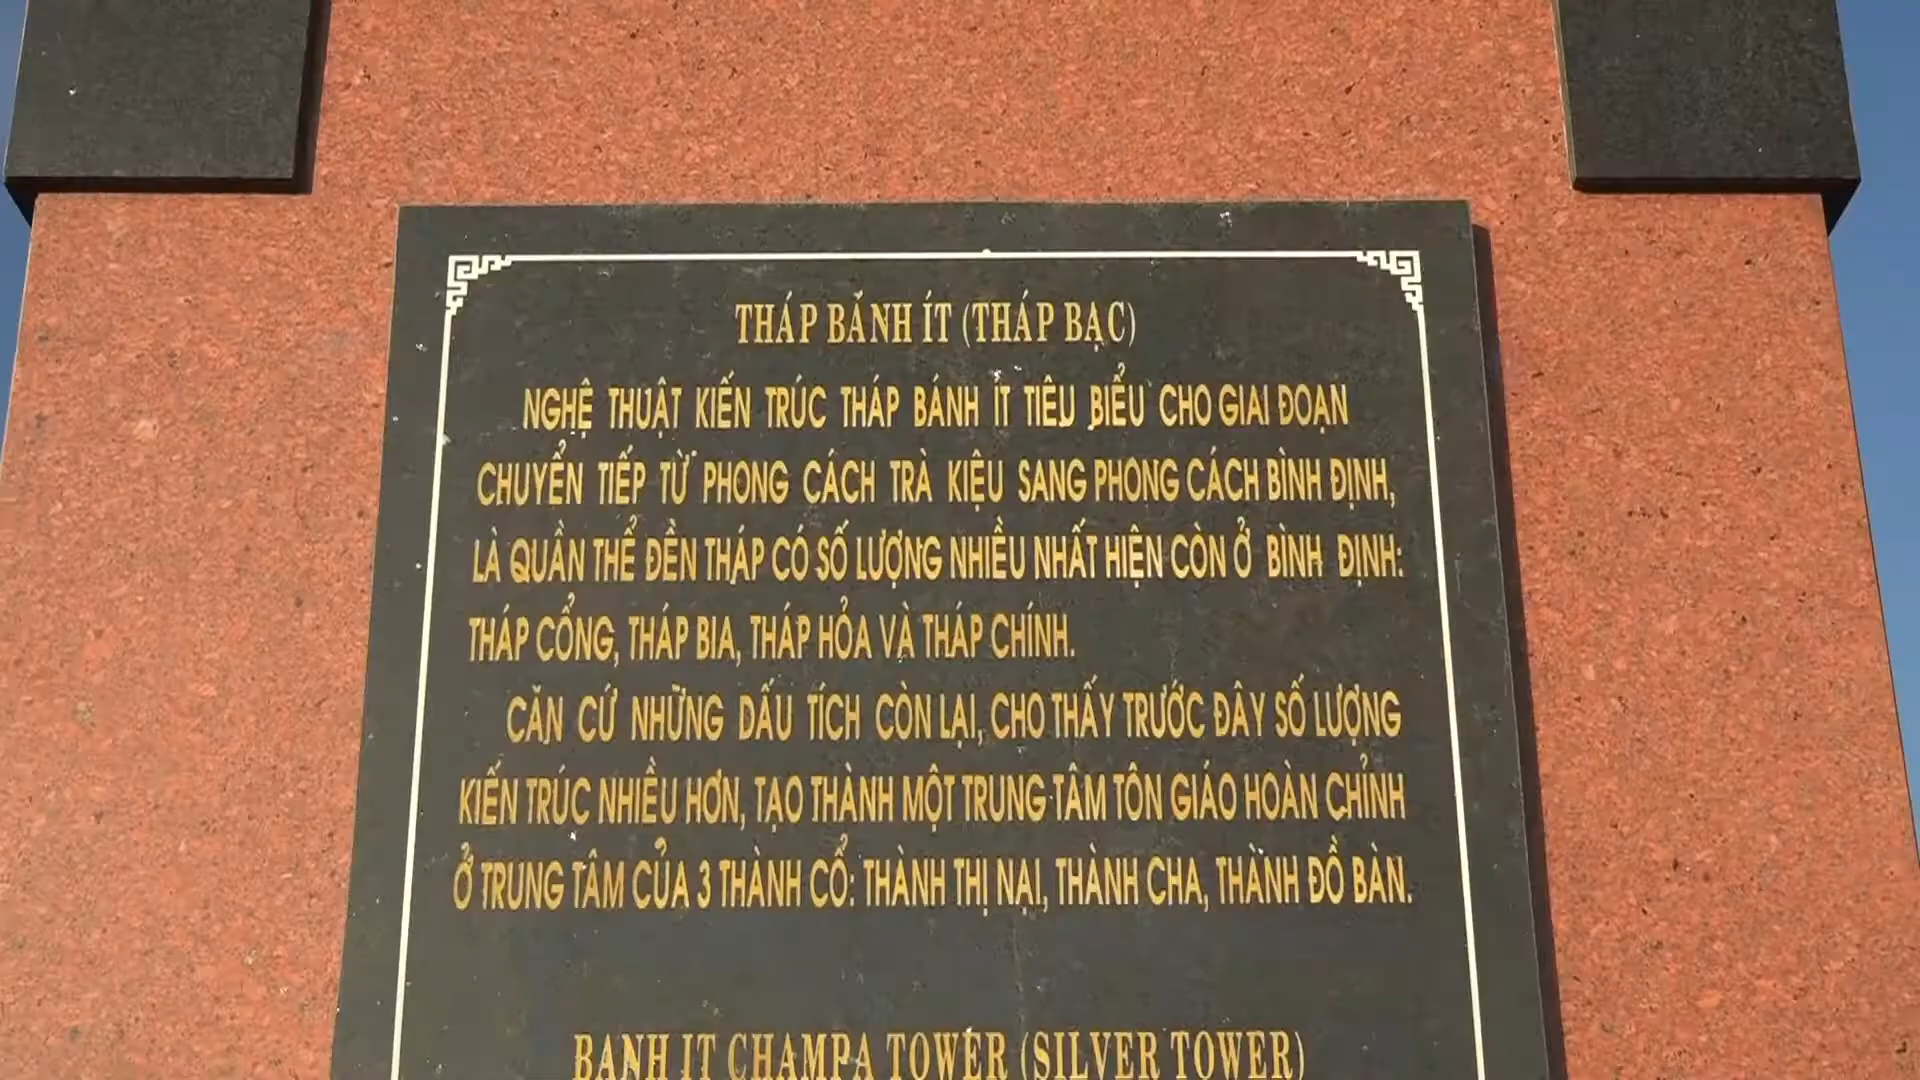 THÁP BÁNH ÍT (THÁP BẠC)
NGHỆ THUẬT KIẾN TRÚC THÁP BÁNH ÍT TIÊU BIỂU CHO GIAI ĐOẠN
CHUYỂN TIẾP TỪ PHONG CÁCH TRÀ KIỆU SANG PHONG CÁCH BÌNH ĐỊNH,
LÀ QUẦN THỂ ĐỀN THÁP CÓ SỐ LƯỢNG NHIỀU NHẤT HIỆN CÒN Ở BÌNH ĐỊNH:
THÁP CỔNG, THÁP BIA, THÁP HỎA VÀ THÁP CHÍNH.
CĂN CỨ NHỮNG DẤU TÍCH CÒN LẠI, CHO THẤY TRƯỚC ĐÂY SỐ LƯỢNG
KIẾN TRÚC NHIỀU HƠN, TẠO THÀNH MỘT TRUNG TÂM TÔN GIÁO HOÀN CHỈNH
Ở TRUNG TÂM CỦA 3 THÀNH CỔ: THÀNH THỊ NẠI, THÀNH CHA, THÀNH ĐỒ BÀN.
BANH IT CHAMPA TOWER (SILVER TOWER)